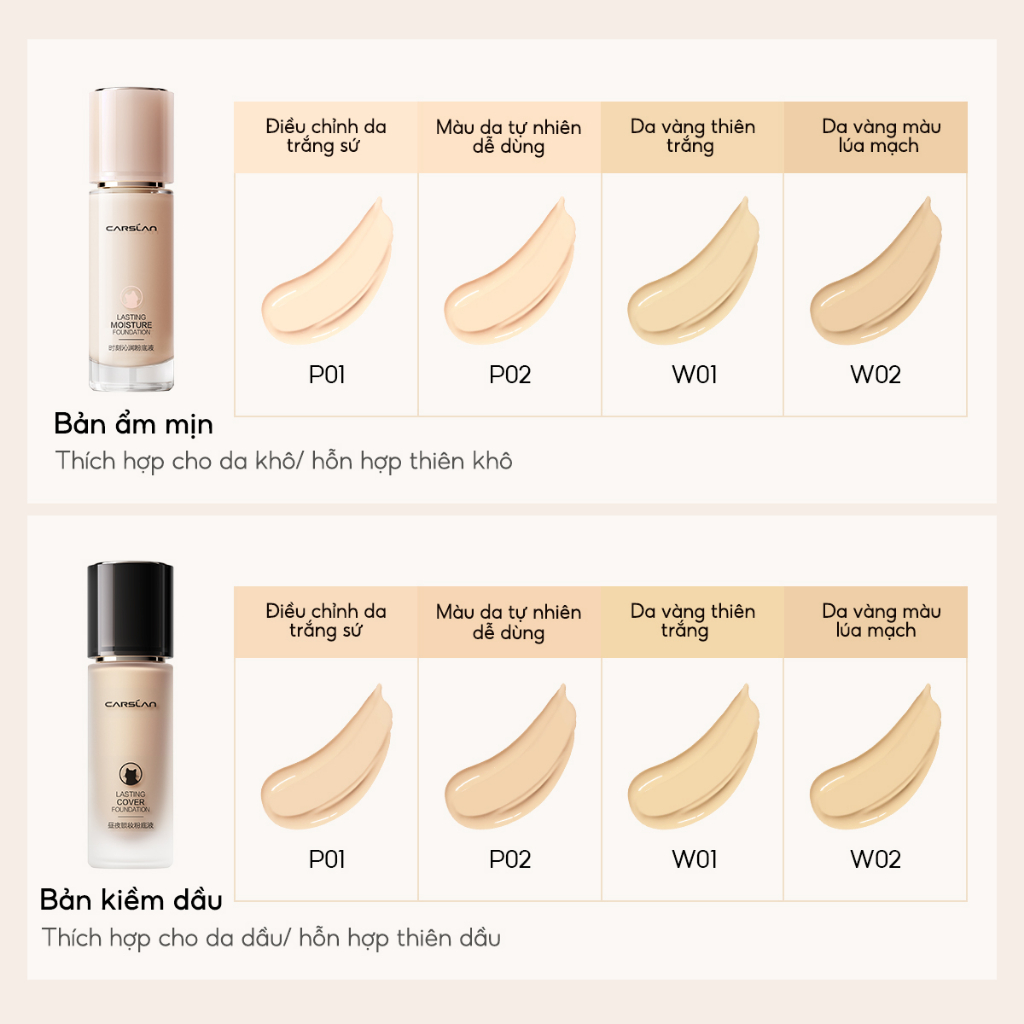 Điều chỉnh da
trắng sứ
Màu da tự nhiên
dễ dùng
Da vàng thiên
trắng
Da vàng màu
lúa mạch
CARSLAN
LASTING
MOISTURE
FOUNDATION
时刻沁润粉底液
P01
P02
W01
W02
Bản ẩm mịn
Thích hợp cho da khô/ hỗn hợp thiên khô
Điều chỉnh da
trắng sứ
Màu da tự nhiên
dễ dùng
Da vàng thiên
trắng
Da vàng màu
lúa mạch
CARSLAN
LASTING
COVER
FOUNDATION
P01
P02
W01
W02
Bản kiềm dầu
Thích hợp cho da dầu/ hỗn hợp thiên dầu